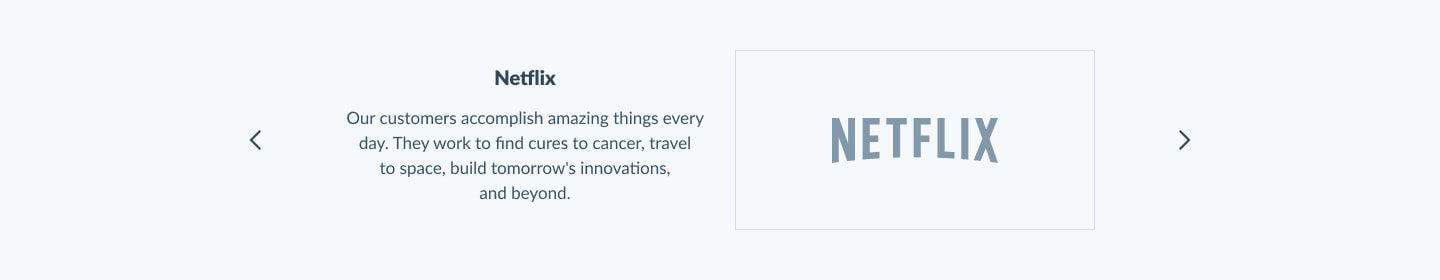 Netflix
Our customers accomplish amazing things every
day. They work to find cures to cancer, travel
to space, build tomorrow's innovations,
and beyond.
NETFLIX